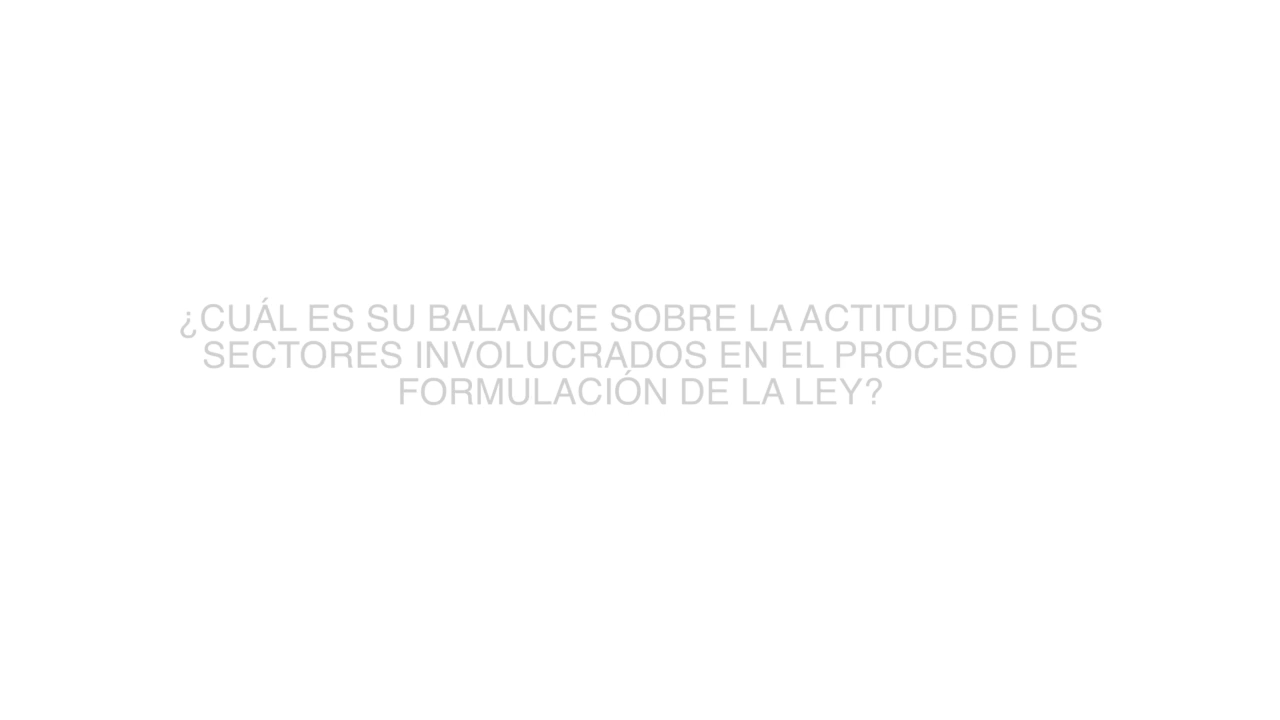 ¿CUÁL ES SU BALANCE SOBRE LA ACTITUD DE LOS
SECTORES INVOLUCRADOS EN EL PROCESO DE
FORMULACIÓN DE LA LEY?